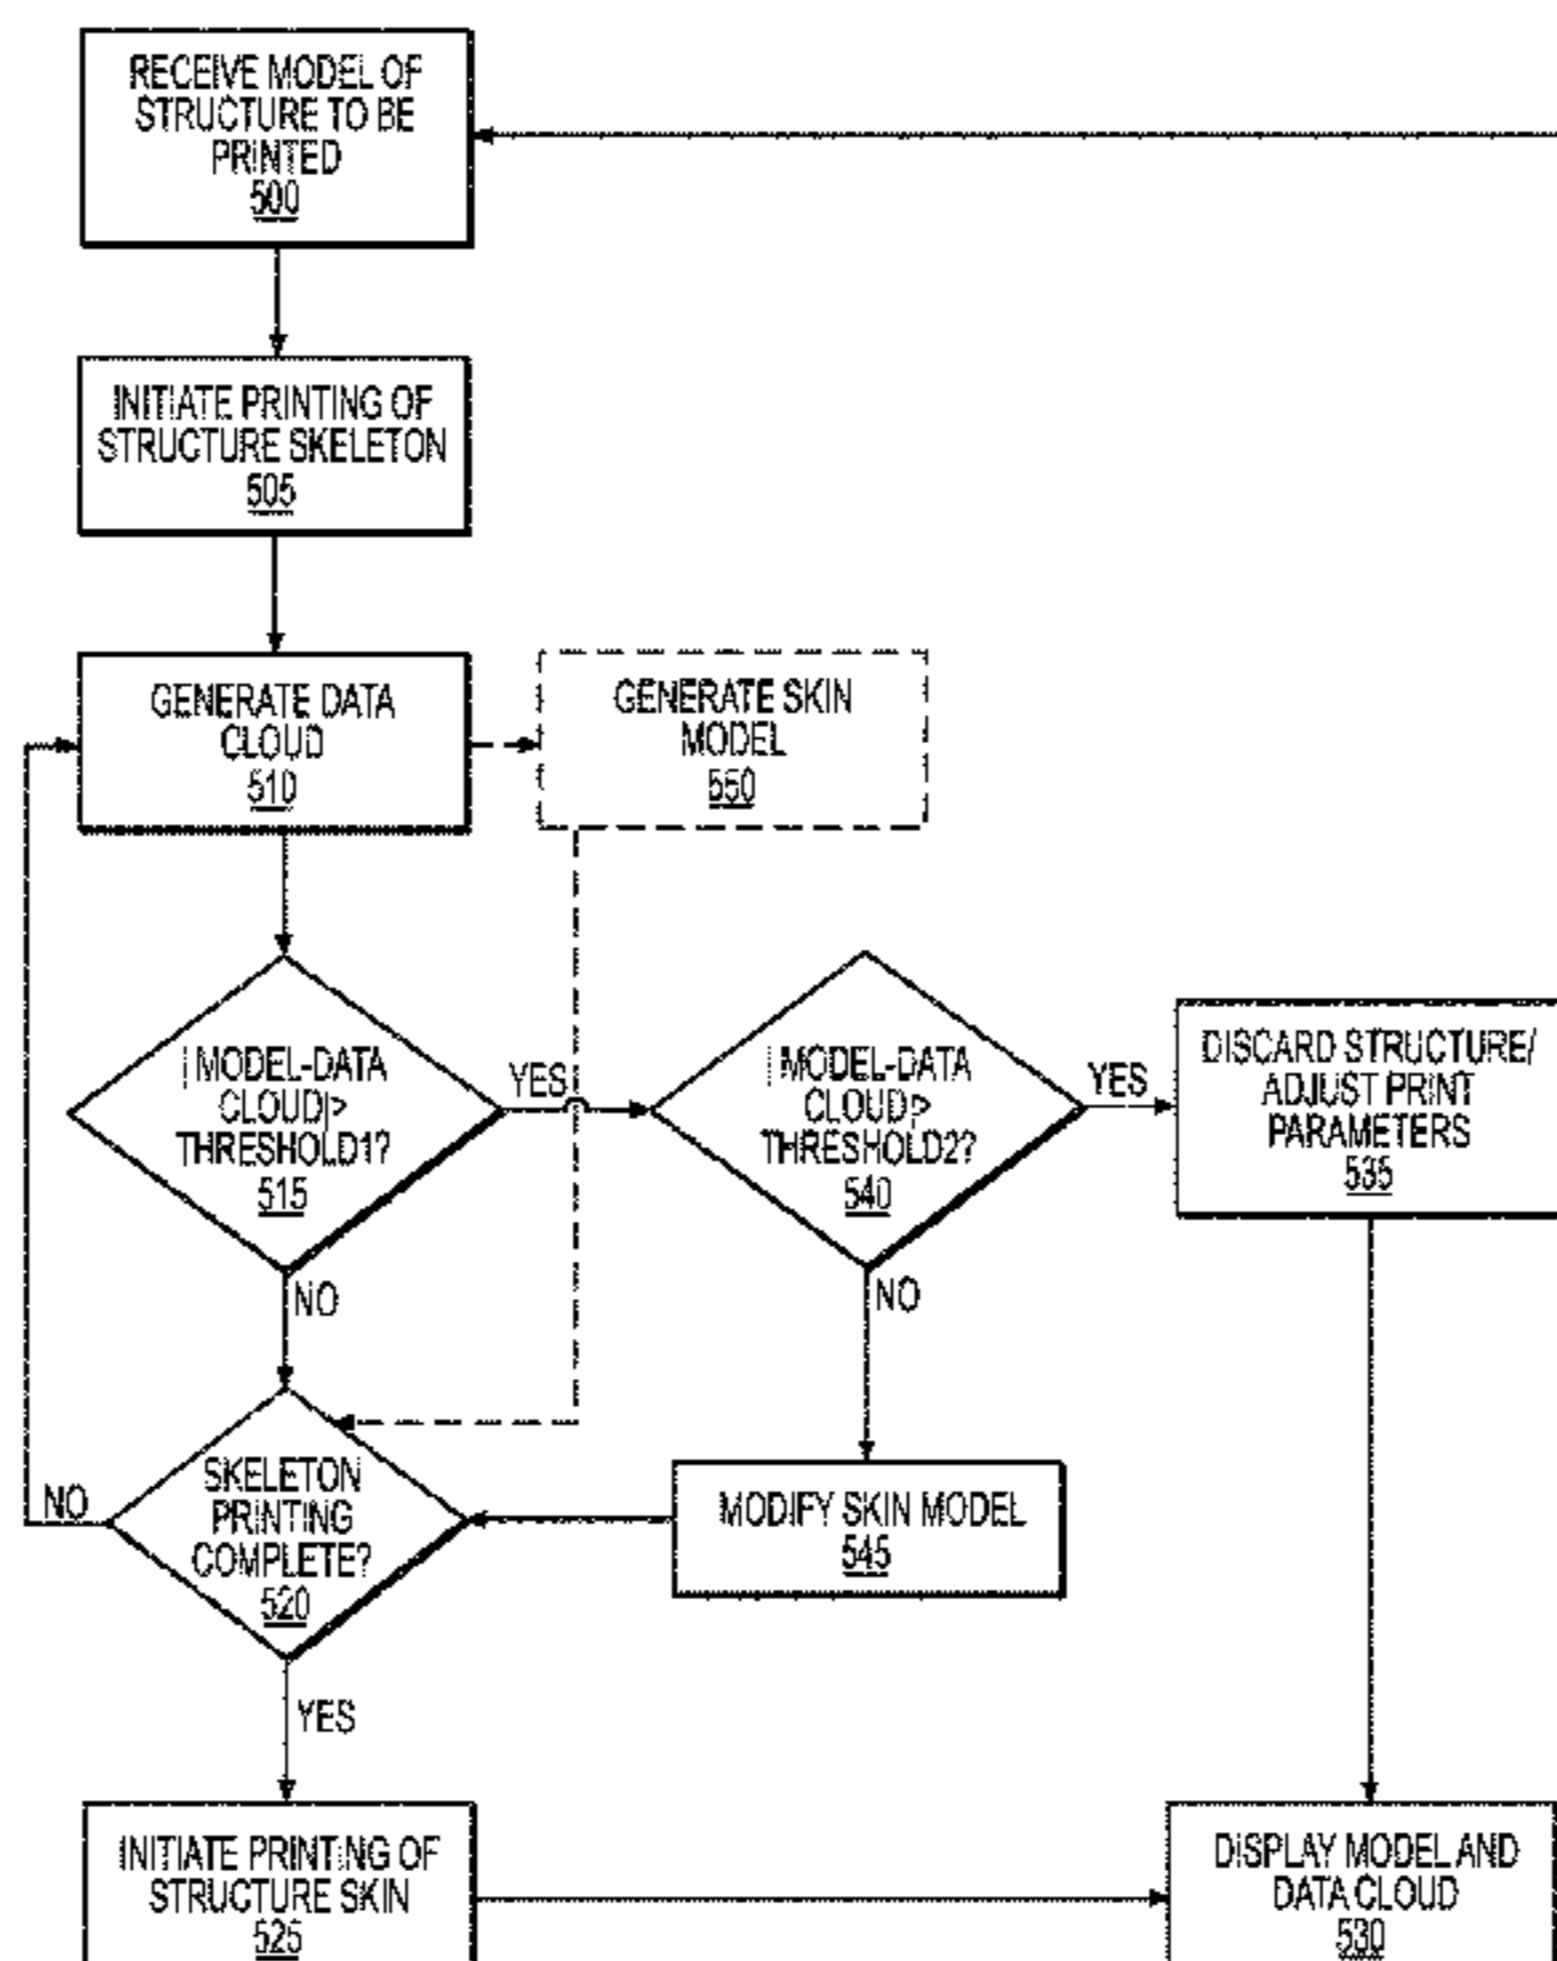 RECEIVE MODEL OF
STRUCTURE TO BE
PRINTED
500
INITIATE PRINTING OF
STRUCTURE SKELETON
505
GENERATE DATA
CLOUD
510
GENERATE SKIN
MODEL
550
| MODEL-DATA
CLOUD|>
THRESHOLD1?
515
YES
NO
| MODEL-DATA
CLOUD|>
THRESHOLD2?
540
YES
NO
DISCARD STRUCTURE/
ADJUST PRINT
PARAMETERS
535
SKELETON
PRINTING
COMPLETE?
520
NO
YES
MODIFY SKIN MODEL
545
INITIATE PRINTING OF
STRUCTURE SKIN
525
DISPLAY MODEL AND
DATA CLOUD
530